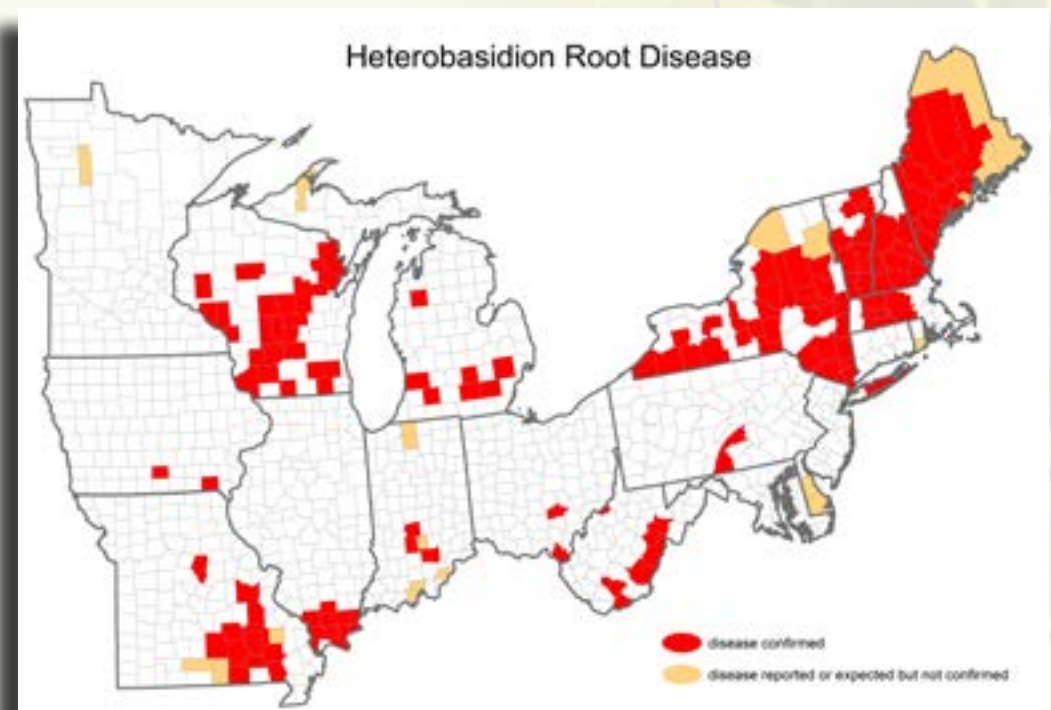 Heterobasidion Root Disease
disease confirmed
disease reported or expected but not confirmed